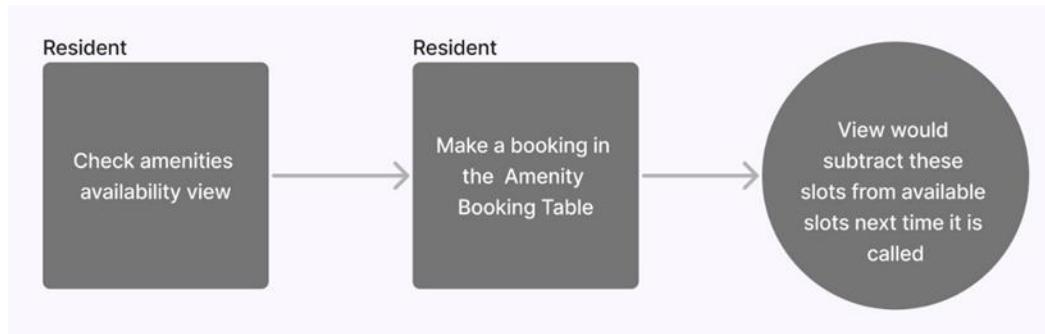 Resident
Check amenities
availability view
Resident
Make a booking in
the Amenity
Booking Table
View would
subtract these
slots from available
slots next time it is
called